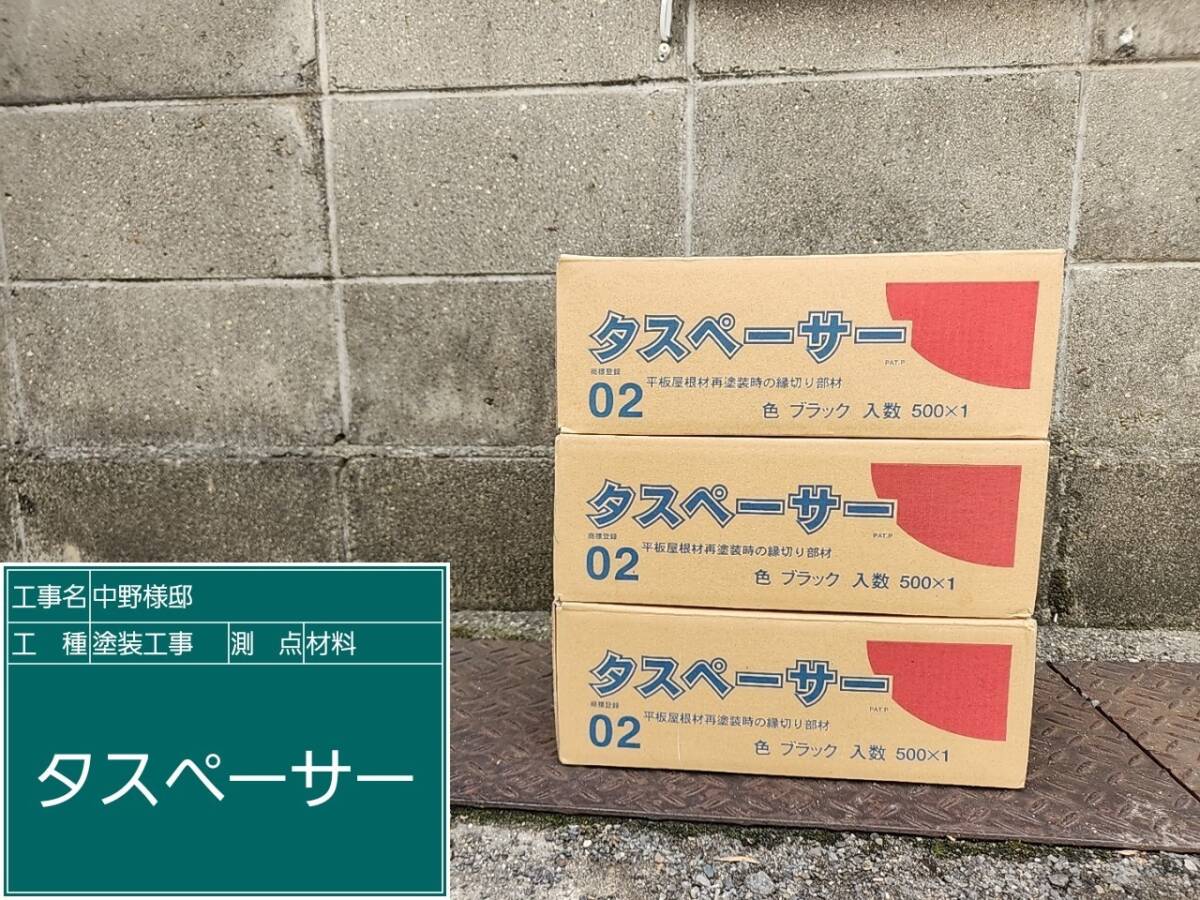 タスペーサー
PAT.P
商標登録
02 平板屋根材再塗装時の縁切り部材
色 ブラック 入数 500×1
タスペーサー
PAT.P
商標登録
02 平板屋根材再塗装時の縁切り部材
色 ブラック 入数 500×1
タスペーサー
PAT.P
商標登録
02 平板屋根材再塗装時の縁切り部材
色 ブラック 入数 500×1
工事名 中野様邸
工 種 塗装工事 測 点 材料
タスペーサー